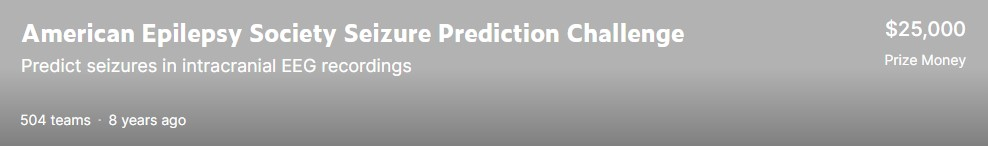 American Epilepsy Society Seizure Prediction Challenge
$25,000
Predict seizures in intracranial EEG recordings
Prize Money
504 teams · 8 years ago